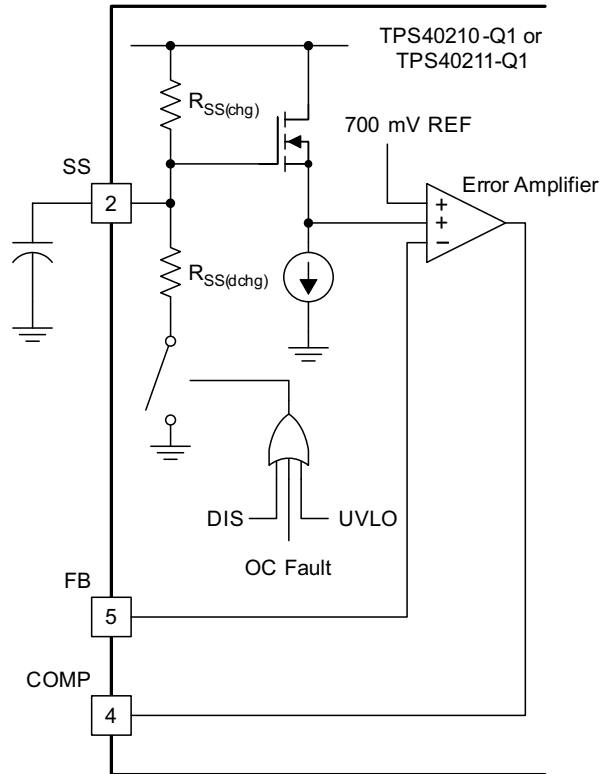 TPS40210-Q1 or
TPS40211-Q1
RSS(chg)
700 mV REF
SS
2
Error Amplifier
+
+
–
RSS(dchg)
DIS
UVLO
OC Fault
FB
5
COMP
4